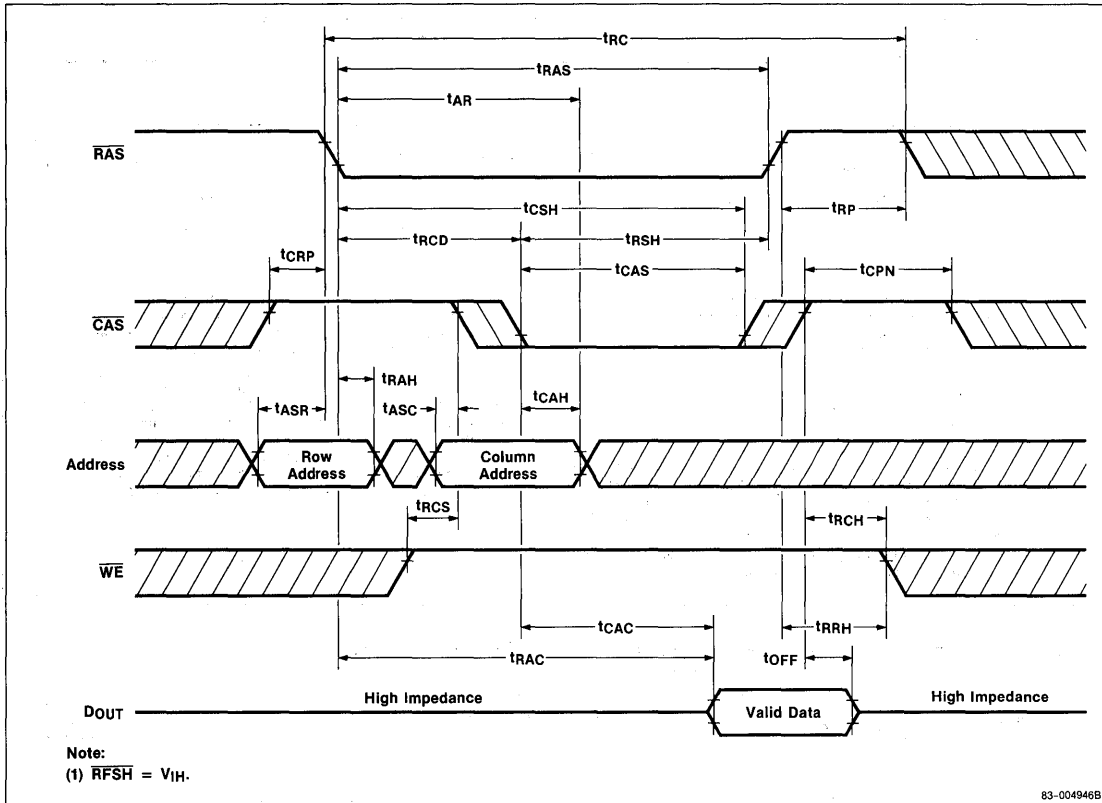 tRC
tRAS
tAR
RAS
tCSH
tRP
tRCD
tRSH
tCRP
tCAS
tCPN
CAS
tRAH
tASR
tASC
tCAH
Address
Row
Address
Column
Address
tRCS
tRCH
WE
tCAC
tRRH
tRAC
tOFF
High Impedance
High Impedance
DOUT
Valid Data
Note:
(1) RFSH = VIH.
83-004946B